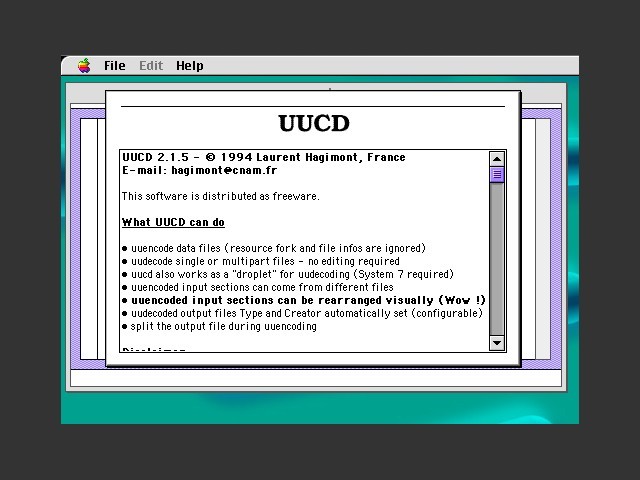 File Edit Help
UUCD
UUCD 2.1.5 - © 1994 Laurent Hagimont, France
E-mail: hagimont@cnam.fr
This software is distributed as freeware.
What UUCD can do
● uuencode data files (resource fork and file infos are ignored)
● uudecode single or multipart files - no editing required
● uucd also works as a "droplet" for uudecoding (System 7 required)
● uuencoded input sections can come from different files
● uuencoded input sections can be rearranged visually (Wow !)
● uudecoded output files Type and Creator automatically set (configurable)
● split the output file during uuencoding